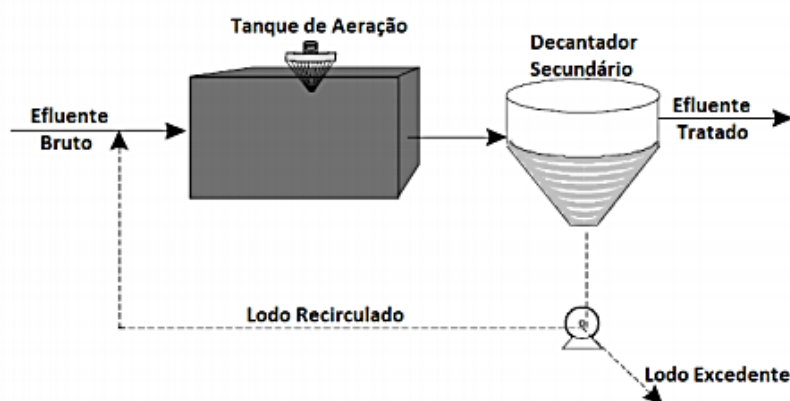 Tanque de Aeração
Decantador
Secundário
Efluente
Bruto
Efluente
Tratado
Lodo Recirculado
Lodo Excedente